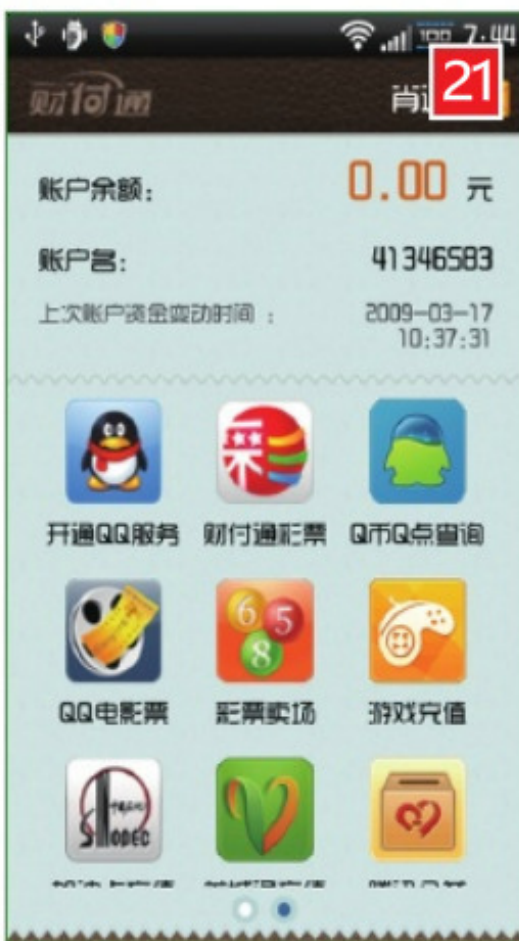 100 7:44
21
财付通
肖
账户余额: 0.00 元
账户名: 41346583
上次账户资金变动时间 : 2009-03-17
10:37:31
开通QQ服务 财付通彩票 Q币Q点查询
6 5 8
QQ电影票 彩票卖场 游戏充值
SINOPEC